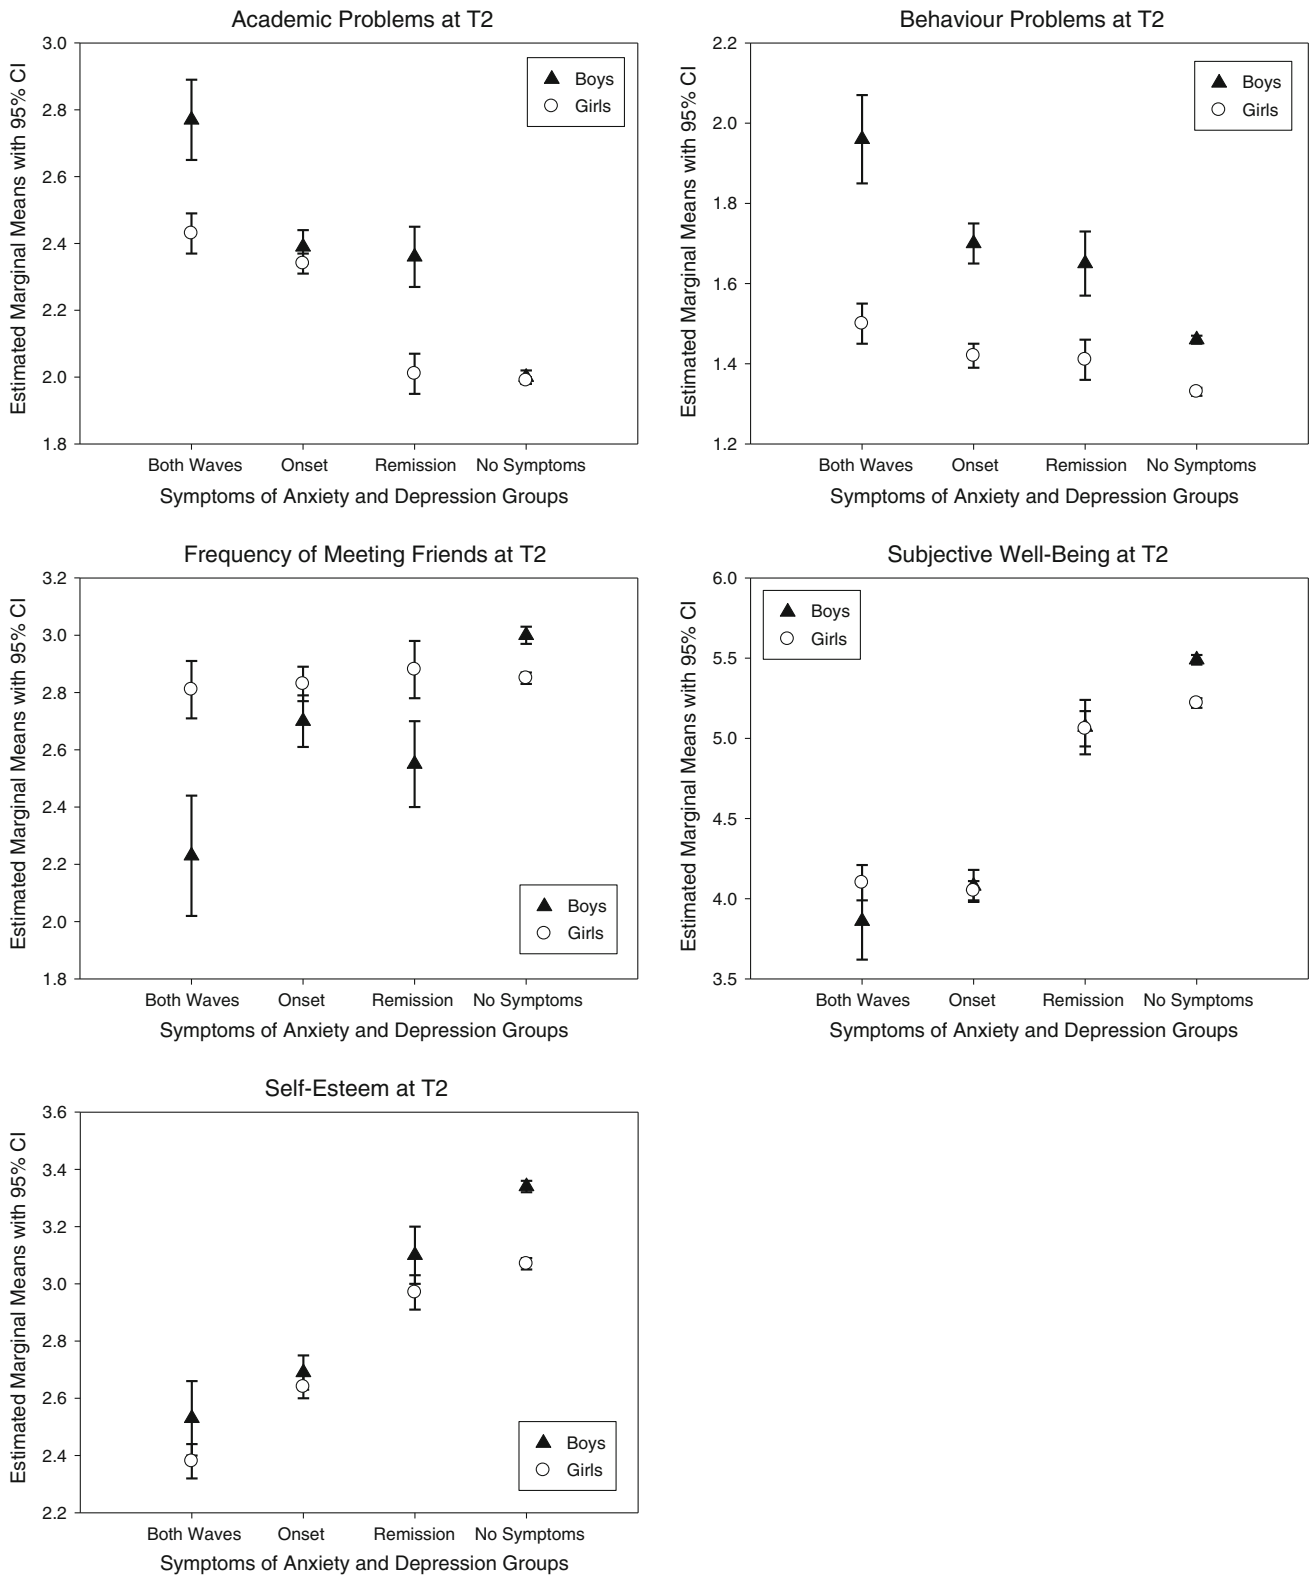 Academic Problems at T2
Estimated Marginal Means with 95% CI
3.0
2.8
2.6
2.4
2.2
2.0
1.8
Boys
Girls
Both Waves Onset Remission No Symptoms
Symptoms of Anxiety and Depression Groups
Behaviour Problems at T2
Estimated Marginal Means with 95% CI
2.2
2.0
1.8
1.6
1.4
1.2
Boys
Girls
Both Waves Onset Remission No Symptoms
Symptoms of Anxiety and Depression Groups
Frequency of Meeting Friends at T2
Estimated Marginal Means with 95% CI
3.2
3.0
2.8
2.6
2.4
2.2
2.0
1.8
Boys
Girls
Both Waves Onset Remission No Symptoms
Symptoms of Anxiety and Depression Groups
Subjective Well-Being at T2
Estimated Marginal Means with 95% CI
6.0
5.5
5.0
4.5
4.0
3.5
Boys
Girls
Both Waves Onset Remission No Symptoms
Symptoms of Anxiety and Depression Groups
Self-Esteem at T2
Estimated Marginal Means with 95% CI
3.6
3.4
3.2
3.0
2.8
2.6
2.4
2.2
Boys
Girls
Both Waves Onset Remission No Symptoms
Symptoms of Anxiety and Depression Groups